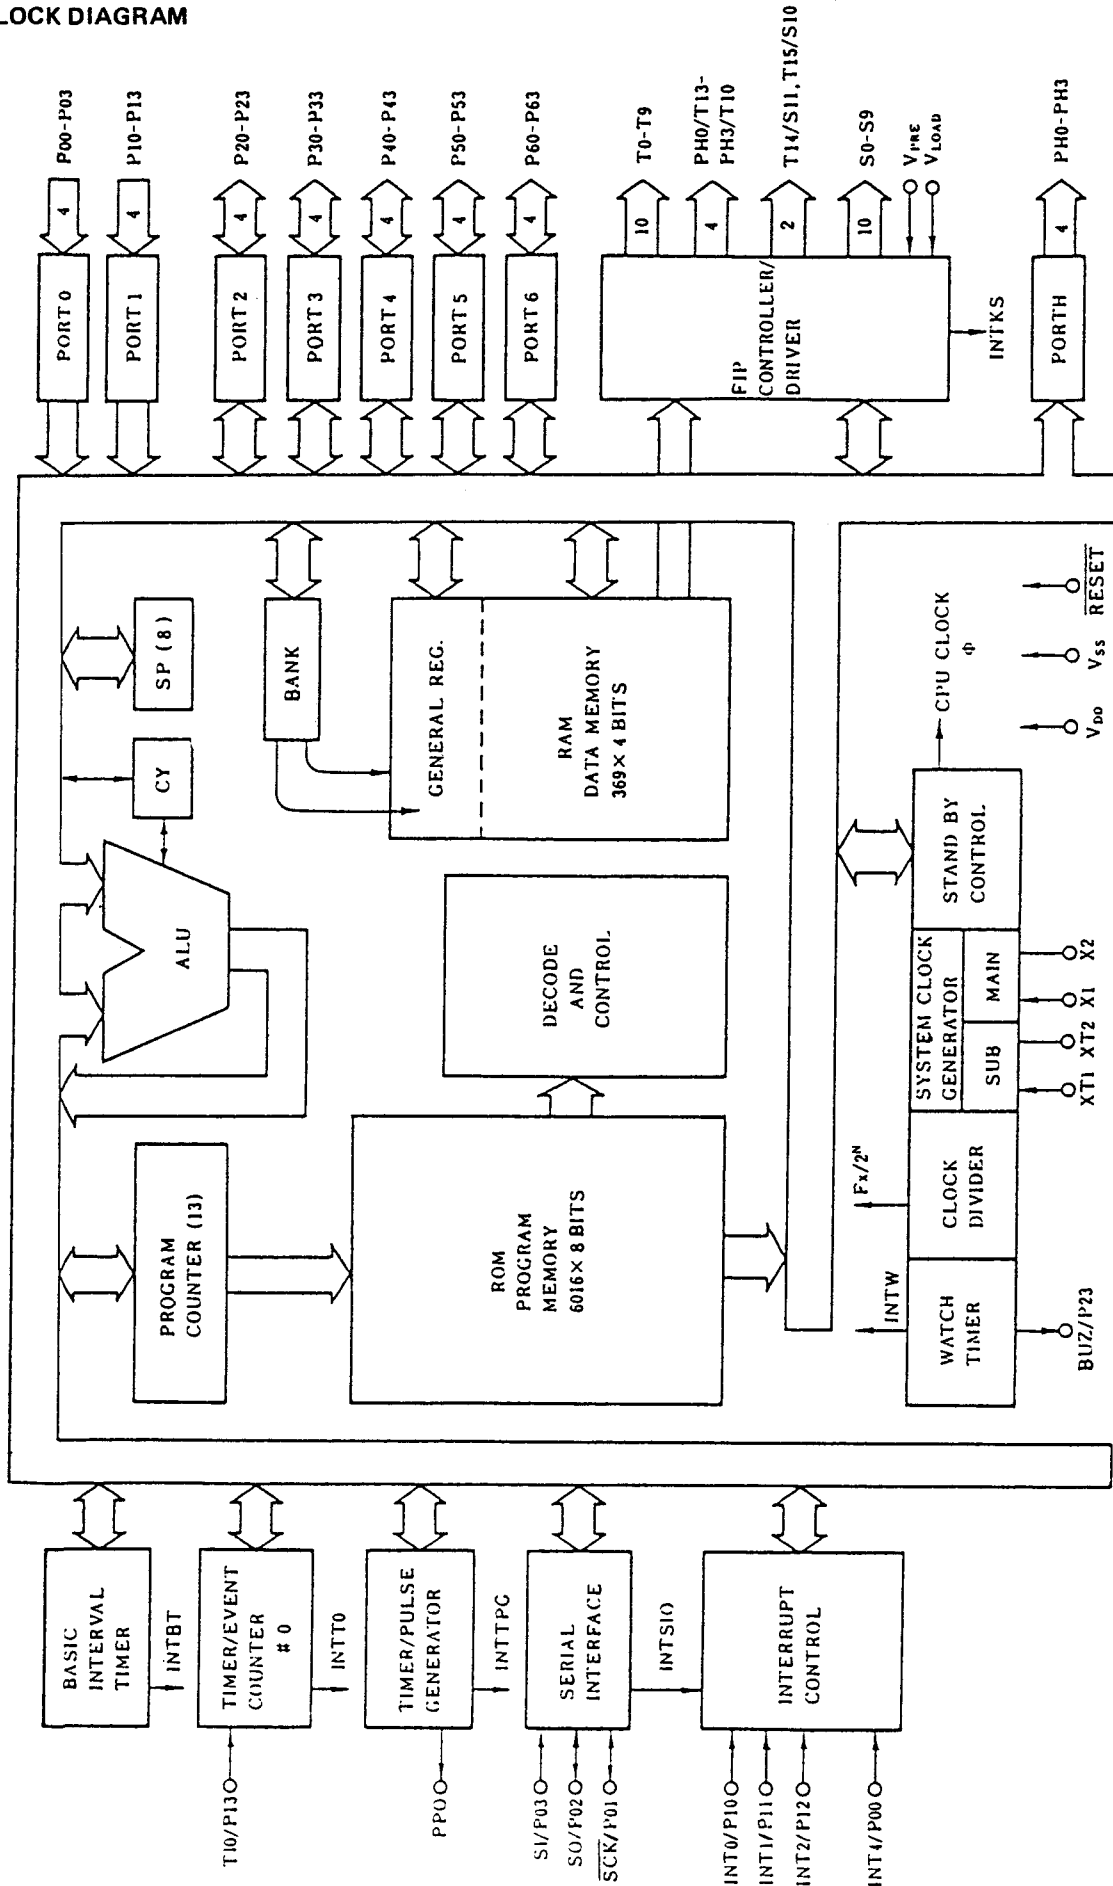 LOCK DIAGRAM
P00-P03
P10-P13
P20-P23
P30-P33
P40-P43
P50-P53
P60-P63
T0-T9
PH0/T13-
PH3/T10
T14/S11, T15/S10
S0-S9
VPRE
VLOAD
PH0-PH3
4
4
4
4
4
4
4
10
4
2
10
4
PORT 0
PORT 1
PORT 2
PORT 3
PORT 4
PORT 5
PORT 6
FIP
CONTROLLER/
DRIVER
INTKS
PORTH
SP (8)
CY
ALU
BANK
GENERAL REG.
RAM
DATA MEMORY
369 × 4 BITS
DECODE
AND
CONTROL
PROGRAM
COUNTER (13)
ROM
PROGRAM
MEMORY
6016 × 8 BITS
CPU CLOCK
Φ
RESET
VSS
VDD
STAND BY
CONTROL
SYSTEM CLOCK
GENERATOR
MAIN
SUB
X2
X1
XT2
XT1
CLOCK
DIVIDER
Fx/2^N
WATCH
TIMER
INTW
BUZ/P23
BASIC
INTERVAL
TIMER
INTBT
TIMER/EVENT
COUNTER
# 0
INTT0
TIMER/PULSE
GENERATOR
INTTPG
SERIAL
INTERFACE
INTSIO
INTERRUPT
CONTROL
TI0/P13
PPO
SI/P03
SO/P02
SCK/P01
INT0/P10
INT1/P11
INT2/P12
INT4/P00